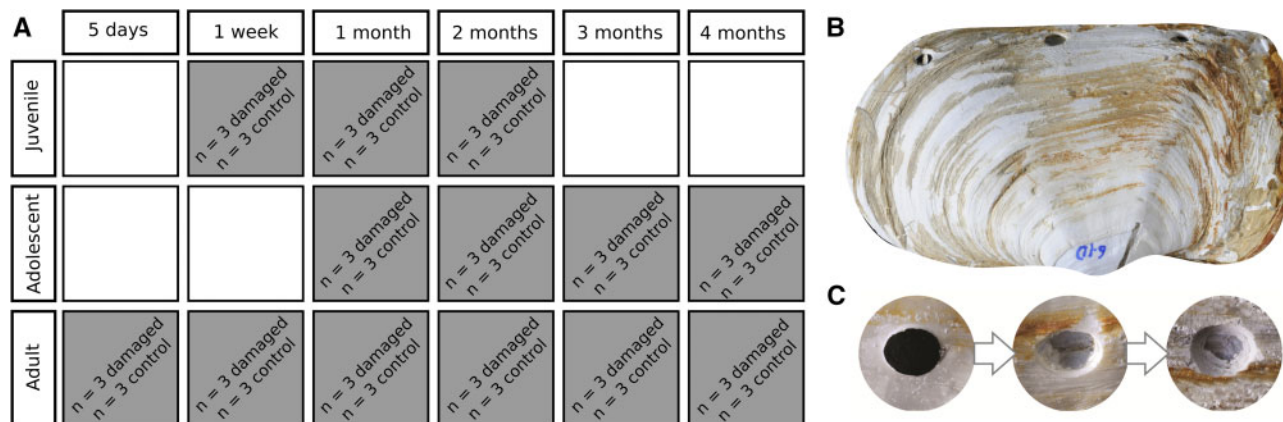 A
5 days
1 week
1 month
2 months
3 months
4 months
Juvenile
n = 3 damaged
n = 3 control
n = 3 damaged
n = 3 control
n = 3 damaged
n = 3 control
Adolescent
n = 3 damaged
n = 3 control
n = 3 damaged
n = 3 control
n = 3 damaged
n = 3 control
n = 3 damaged
n = 3 control
Adult
n = 3 damaged
n = 3 control
n = 3 damaged
n = 3 control
n = 3 damaged
n = 3 control
n = 3 damaged
n = 3 control
n = 3 damaged
n = 3 control
n = 3 damaged
n = 3 control
B
C